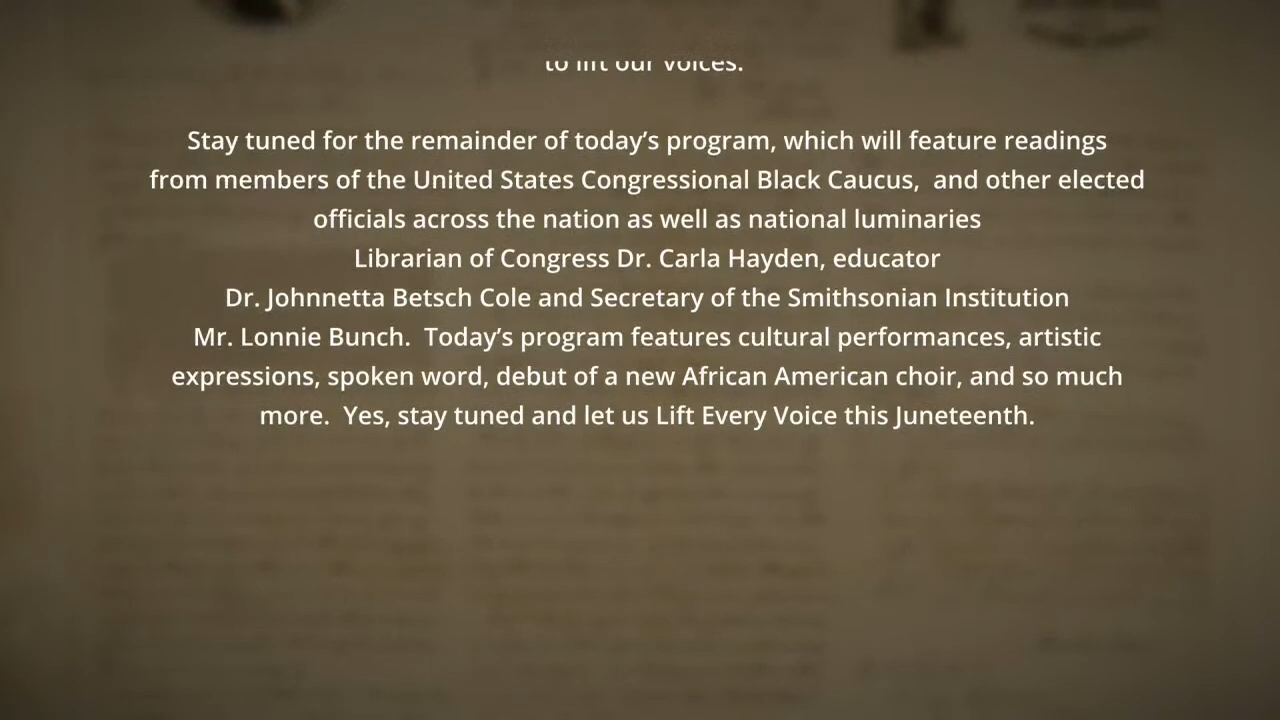 to lift our voices.
Stay tuned for the remainder of today's program, which will feature readings
from members of the United States Congressional Black Caucus,  and other elected
officials across the nation as well as national luminaries
Librarian of Congress Dr. Carla Hayden, educator
Dr. Johnnetta Betsch Cole and Secretary of the Smithsonian Institution
Mr. Lonnie Bunch.  Today's program features cultural performances, artistic
expressions, spoken word, debut of a new African American choir, and so much
more.  Yes, stay tuned and let us Lift Every Voice this Juneteenth.